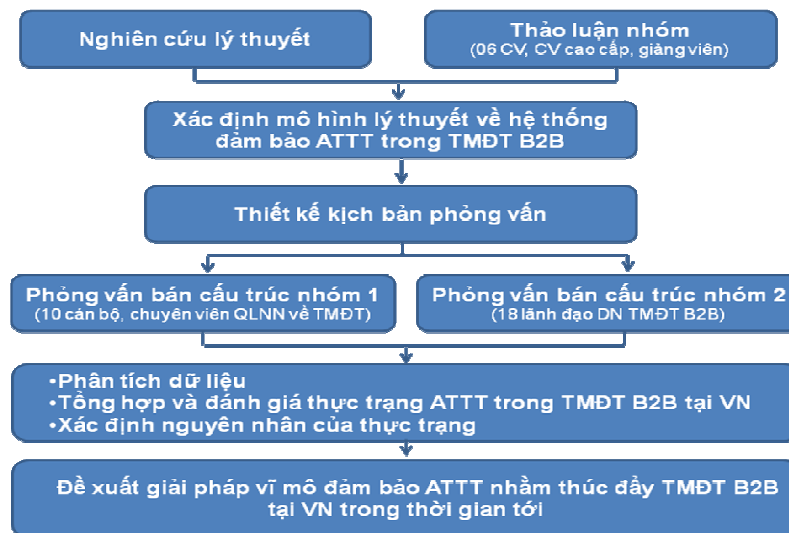 Nghiên cứu lý thuyết
Thảo luận nhóm
(06 CV, CV cao cấp, giảng viên)
Xác định mô hình lý thuyết về hệ thống
đảm bảo ATTT trong TMĐT B2B
Thiết kế kịch bản phỏng vấn
Phỏng vấn bán cấu trúc nhóm 1
(10 cán bộ, chuyên viên QLNN về TMĐT)
Phỏng vấn bán cấu trúc nhóm 2
(18 lãnh đạo DN TMĐT B2B)
•Phân tích dữ liệu
•Tổng hợp và đánh giá thực trạng ATTT trong TMĐT B2B tại VN
•Xác định nguyên nhân của thực trạng
Đề xuất giải pháp vĩ mô đảm bảo ATTT nhằm thúc đẩy TMĐT B2B
tại VN trong thời gian tới